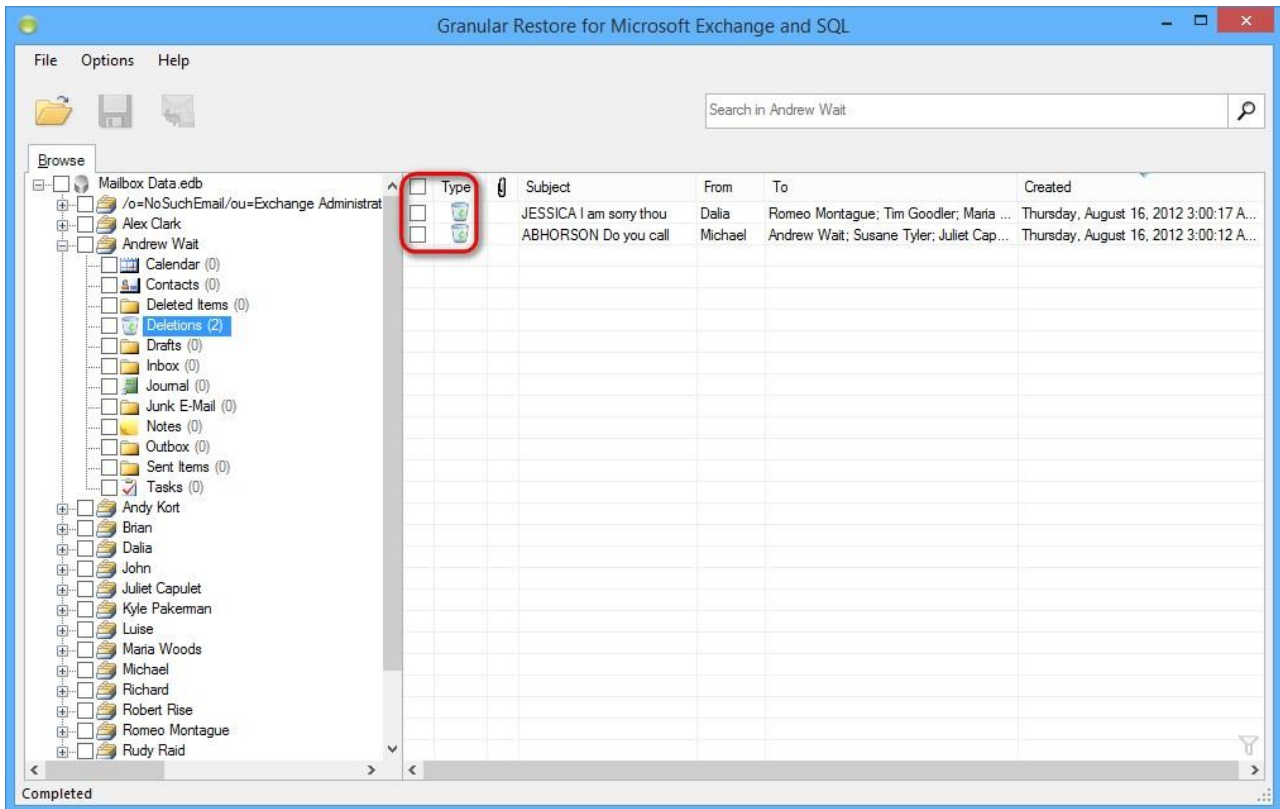 Granular Restore for Microsoft Exchange and SQL
File Options Help
Search in Andrew Wait
Browse
Mailbox Data.edb
/o=NoSuchEmail/ou=Exchange Administrat
Alex Clark
Andrew Wait
Calendar (0)
Contacts (0)
Deleted Items (0)
Deletions (2)
Drafts (0)
Inbox (0)
Journal (0)
Junk E-Mail (0)
Notes (0)
Outbox (0)
Sent Items (0)
Tasks (0)
Andy Kort
Brian
Dalia
John
Juliet Capulet
Kyle Pakerman
Luise
Maria Woods
Michael
Richard
Robert Rise
Romeo Montague
Rudy Raid
Type Subject From To Created
JESSICA I am sorry thou Dalia Romeo Montague; Tim Goodler; Maria ... Thursday, August 16, 2012 3:00:17 A...
ABHORSON Do you call Michael Andrew Wait; Susane Tyler; Juliet Cap... Thursday, August 16, 2012 3:00:12 A...
Completed